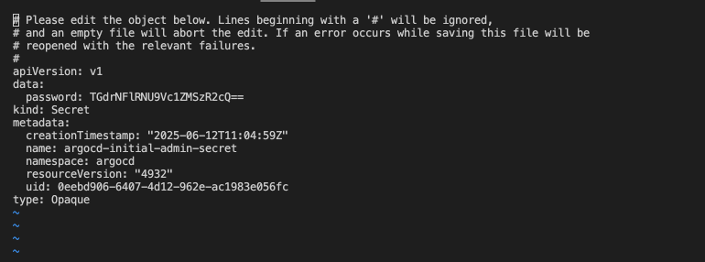 # Please edit the object below. Lines beginning with a '#' will be ignored,
# and an empty file will abort the edit. If an error occurs while saving this file will be
# reopened with the relevant failures.
#
apiVersion: v1
data:
  password: TGdrNFlRNU9Vc1ZMSzR2cQ==
kind: Secret
metadata:
  creationTimestamp: "2025-06-12T11:04:59Z"
  name: argocd-initial-admin-secret
  namespace: argocd
  resourceVersion: "4932"
  uid: 0eebd906-6407-4d12-962e-ac1983e056fc
type: Opaque
~
~
~
~